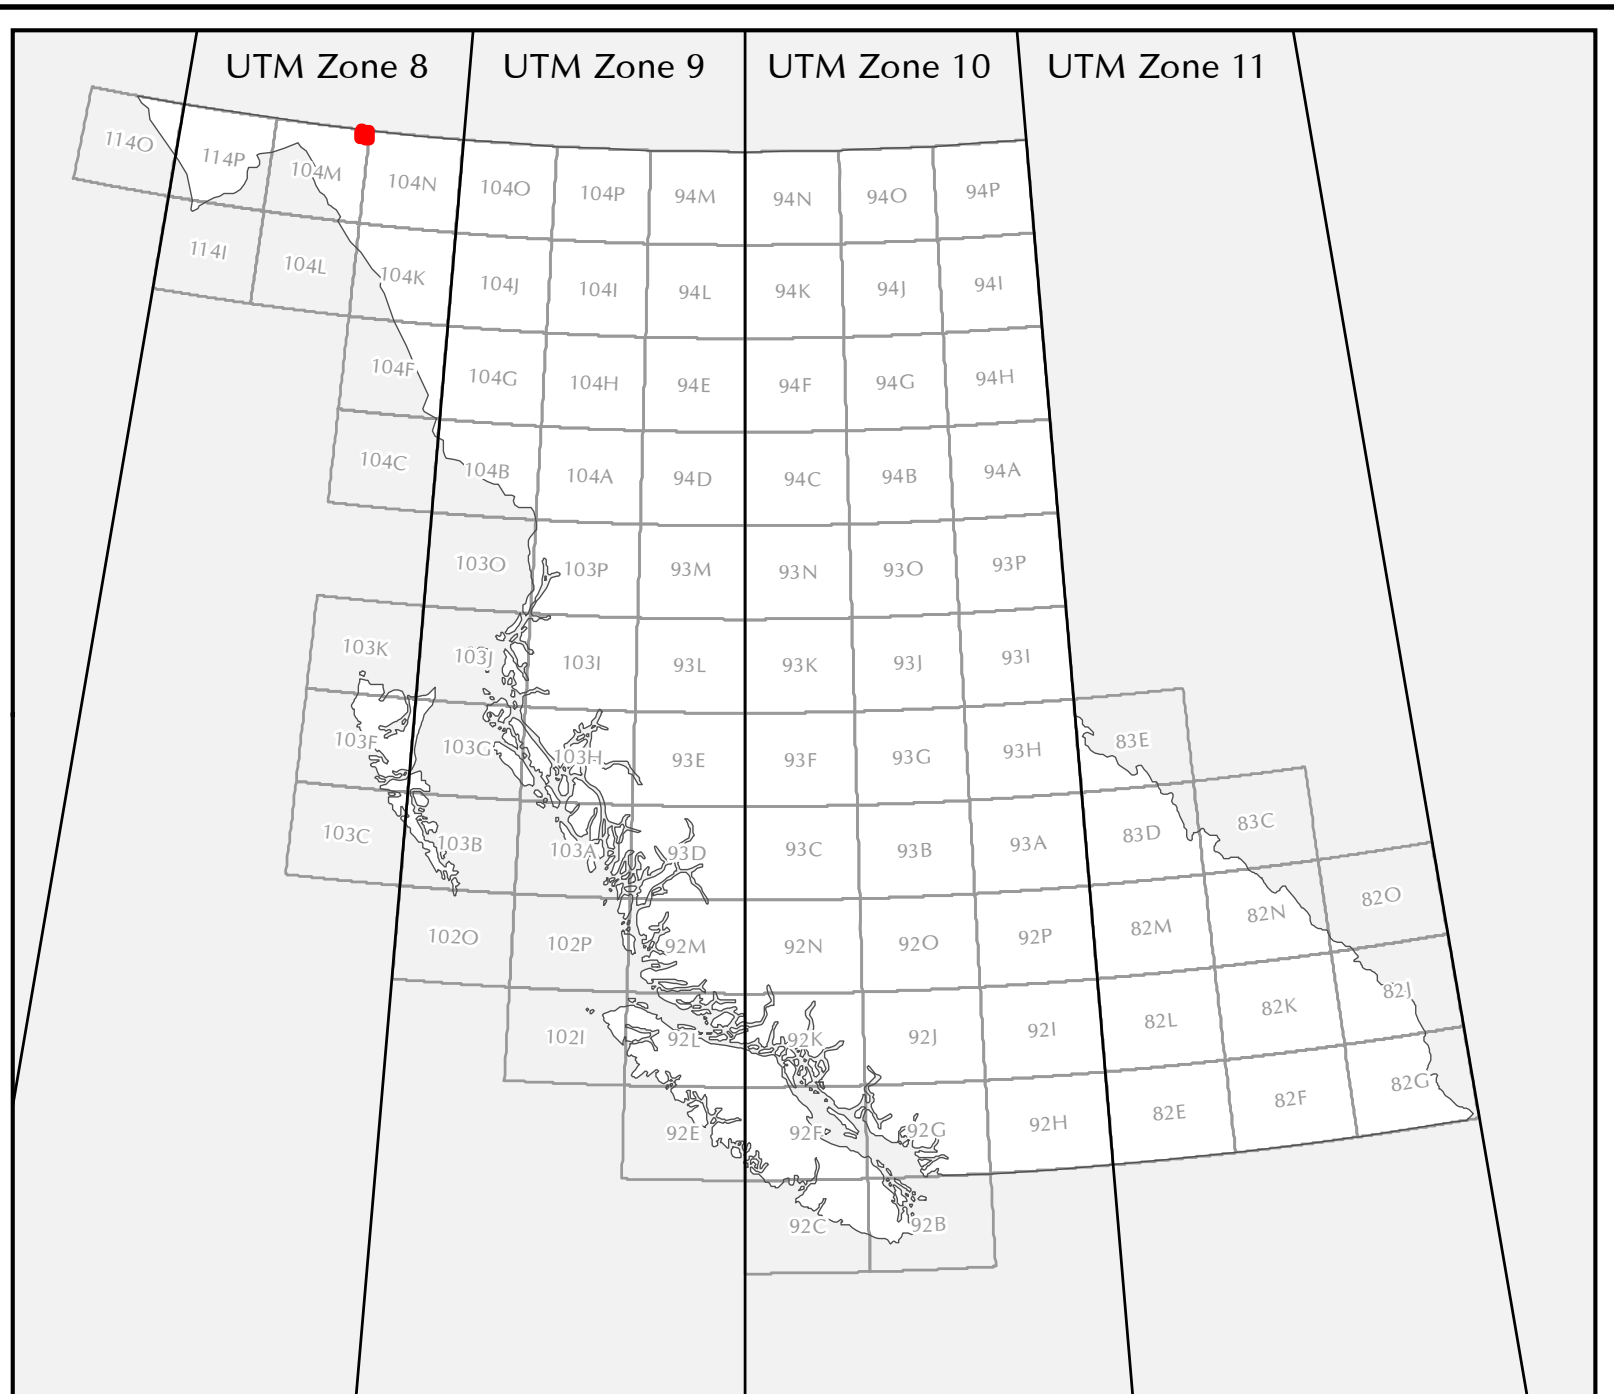 UTM Zone 8 UTM Zone 9 UTM Zone 10 UTM Zone 11
114O 114P 104M 104N 104O 104P 94M 94N 94O 94P
114I 104L 104K 104J 104I 94L 94K 94J 94I
104F 104G 104H 94E 94F 94G 94H
104C 104B 104A 94D 94C 94B 94A
103O 103P 93M 93N 93O 93P
103K 103J 103I 93L 93K 93J 93I
103F 103G 103H 93E 93F 93G 93H 83E
103C 103B 103A 93D 93C 93B 93A 83D 83C
102O 102P 92M 92N 92O 92P 82M 82N 82O
102I 92L 92K 92J 92I 82L 82K 82J
92E 92F 92G 92H 82E 82F 82G
92C 92B